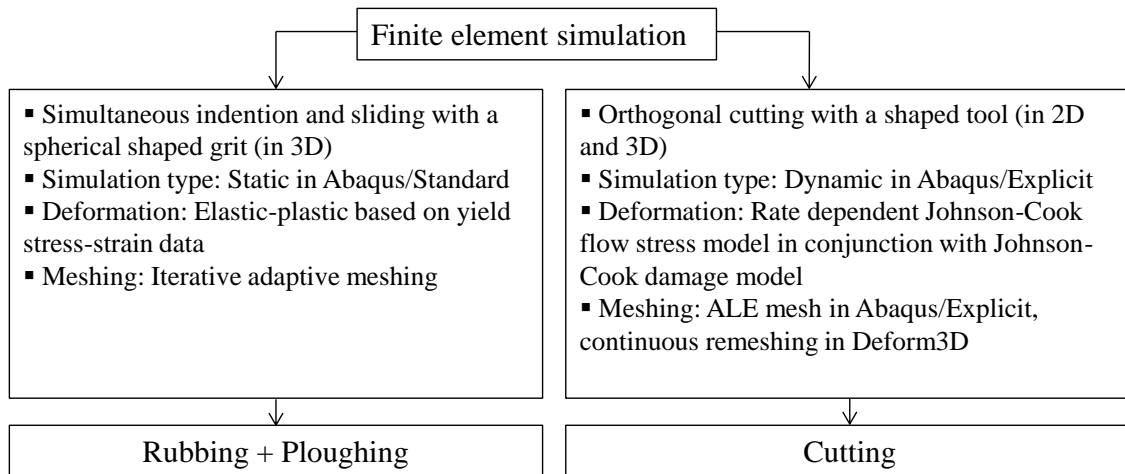 Finite element simulation
▪ Simultaneous indention and sliding with a
spherical shaped grit (in 3D)
▪ Simulation type: Static in Abaqus/Standard
▪ Deformation: Elastic-plastic based on yield
stress-strain data
▪ Meshing: Iterative adaptive meshing
▪ Orthogonal cutting with a shaped tool (in 2D
and 3D)
▪ Simulation type: Dynamic in Abaqus/Explicit
▪ Deformation: Rate dependent Johnson-Cook
flow stress model in conjunction with Johnson-
Cook damage model
▪ Meshing: ALE mesh in Abaqus/Explicit,
continuous remeshing in Deform3D
Rubbing + Ploughing
Cutting